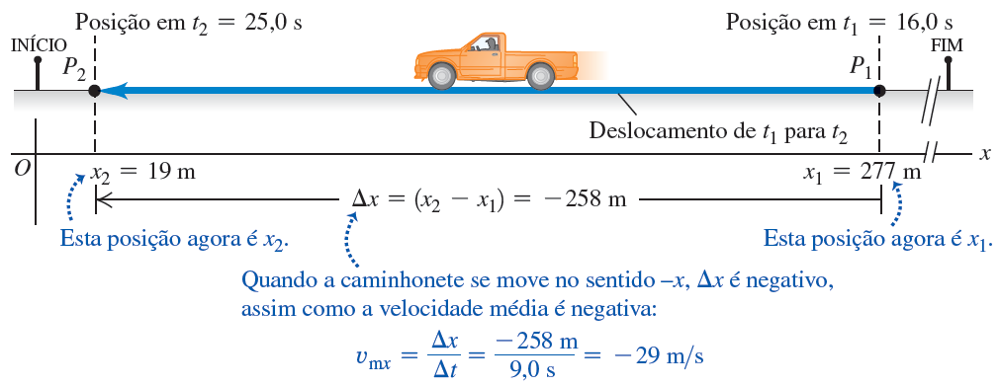 Posição em t₂ = 25,0 s
Posição em t₁ = 16,0 s
INÍCIO
FIM
P₂
P₁
Deslocamento de t₁ para t₂
O
x
x₂ = 19 m
x₁ = 277 m
Δx = (x₂ − x₁) = −258 m
Esta posição agora é x₂.
Esta posição agora é x₁.
Quando a caminhonete se move no sentido –x, Δx é negativo,
assim como a velocidade média é negativa:
υₘₓ = Δx/Δt = −258 m/9,0 s = −29 m/s